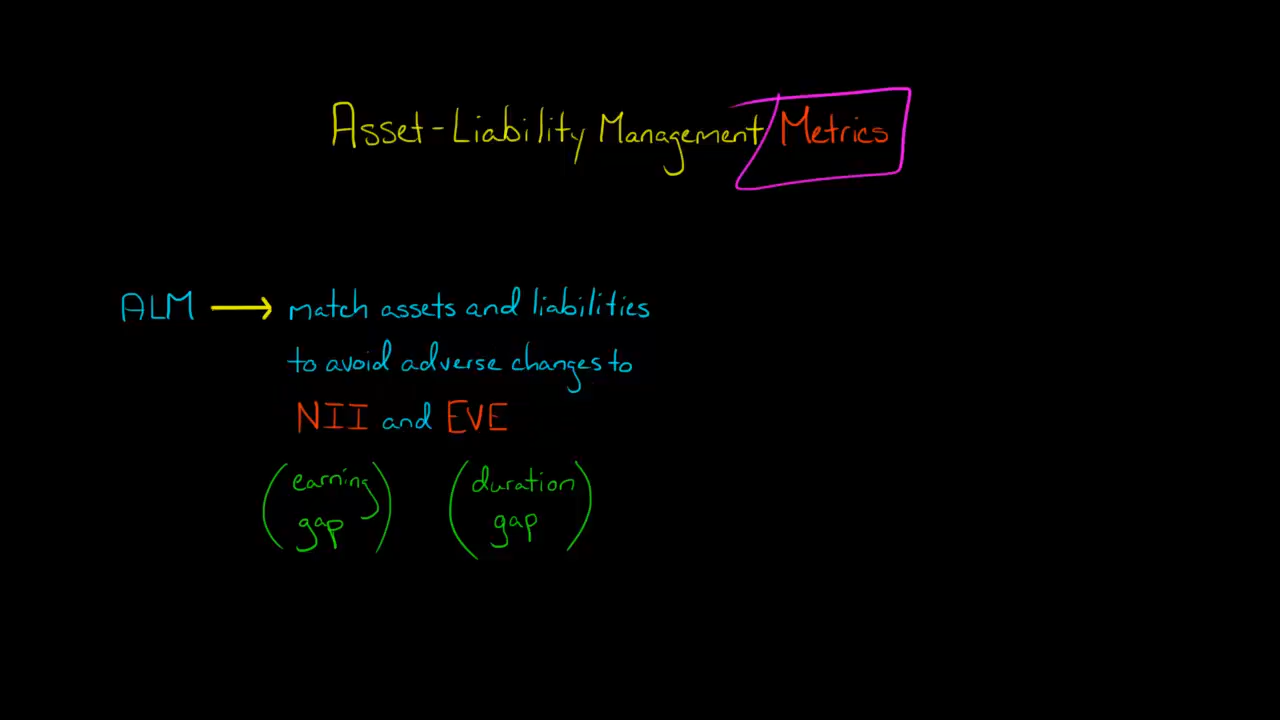 Asset-Liability Management Metrics
ALM → match assets and liabilities
to avoid adverse changes to
NII and EVE
(earning gap) (duration gap)